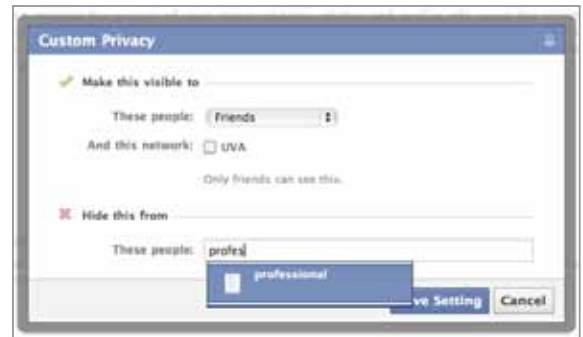 Custom Privacy
Make this visible to
These people: Friends
And this network: UVA
Only friends can see this.
Hide this from
These people: profes
professional
ve Setting Cancel